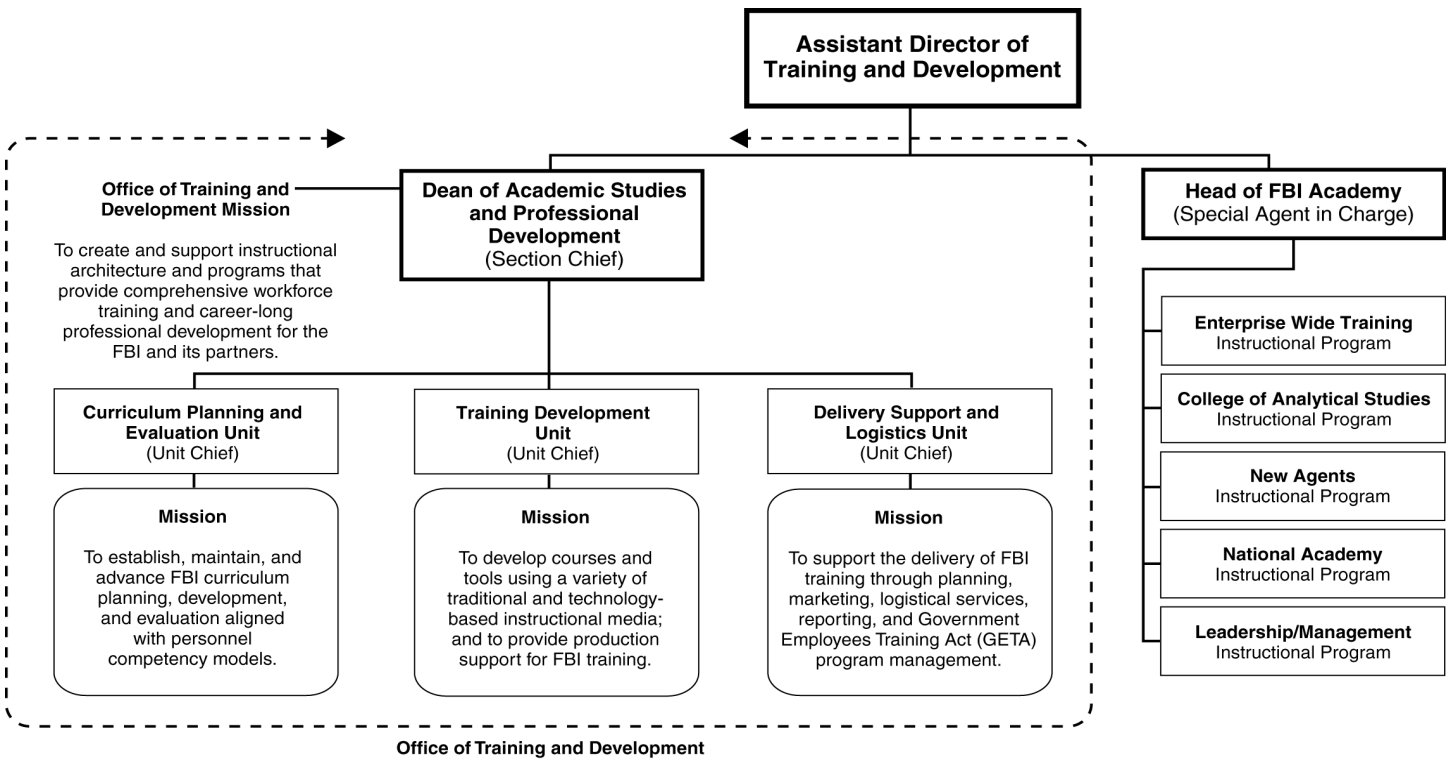 Assistant Director of
Training and Development
Office of Training and
Development Mission
To create and support instructional
architecture and programs that
provide comprehensive workforce
training and career-long
professional development for the
FBI and its partners.
Dean of Academic Studies
and Professional
Development
(Section Chief)
Head of FBI Academy
(Special Agent in Charge)
Curriculum Planning and
Evaluation Unit
(Unit Chief)
Mission
To establish, maintain, and
advance FBI curriculum
planning, development,
and evaluation aligned
with personnel
competency models.
Training Development
Unit
(Unit Chief)
Mission
To develop courses and
tools using a variety of
traditional and technology-
based instructional media;
and to provide production
support for FBI training.
Delivery Support and
Logistics Unit
(Unit Chief)
Mission
To support the delivery of FBI
training through planning,
marketing, logistical services,
reporting, and Government
Employees Training Act (GETA)
program management.
Enterprise Wide Training
Instructional Program
College of Analytical Studies
Instructional Program
New Agents
Instructional Program
National Academy
Instructional Program
Leadership/Management
Instructional Program
Office of Training and Development